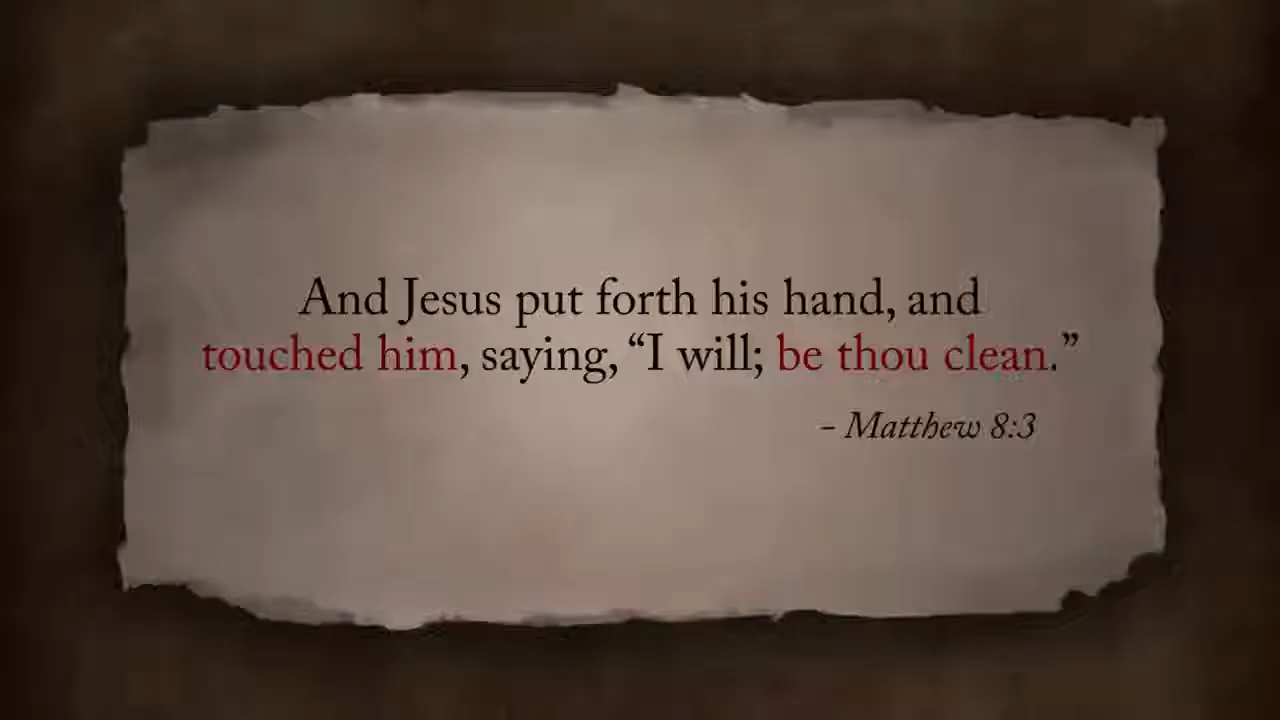 And Jesus put forth his hand, and
touched him, saying, “I will; be thou clean.”
– Matthew 8:3